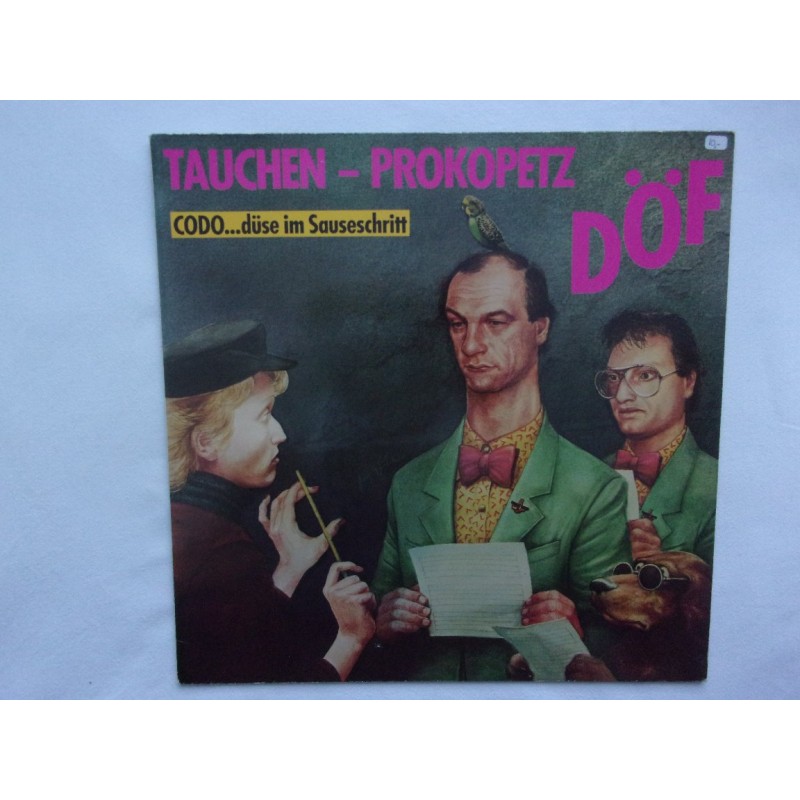 TAUCHEN – PROKOPETZ
DÖF
CODO...düse im Sauseschritt